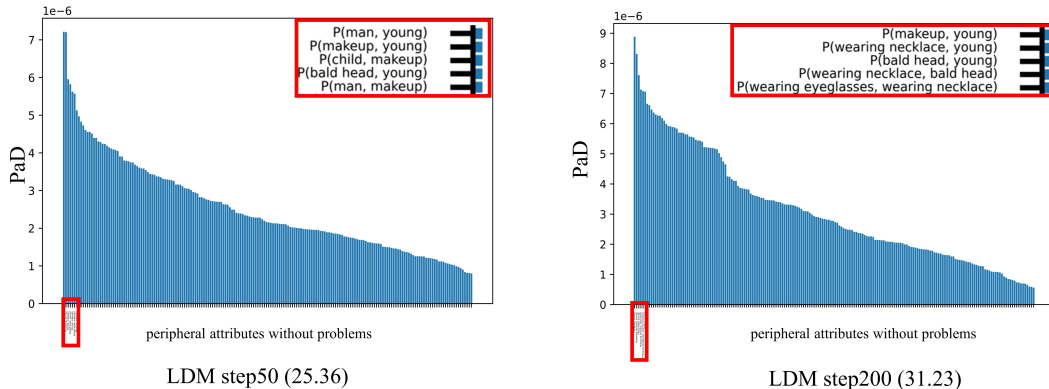 1e-6
7
6
5
4
3
2
1
0
PaD
P(man, young)
P(makeup, young)
P(child, makeup)
P(bald head, young)
P(man, makeup)
peripheral attributes without problems
LDM step50 (25.36)
1e-6
9
8
7
6
5
4
3
2
1
0
PaD
P(makeup, young)
P(wearing necklace, young)
P(bald head, young)
P(wearing necklace, bald head)
P(wearing eyeglasses, wearing necklace)
peripheral attributes without problems
LDM step200 (31.23)